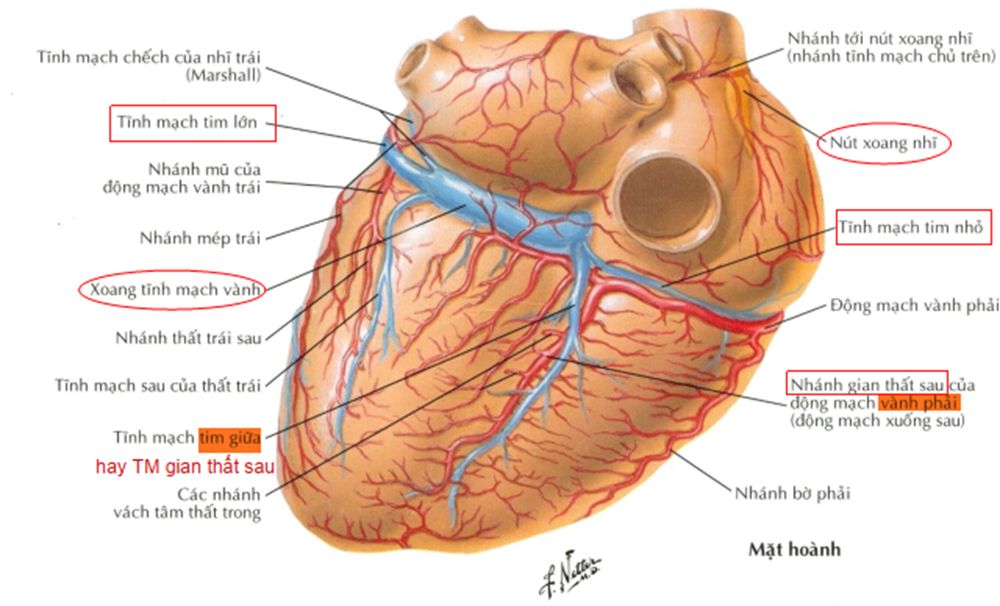 Tĩnh mạch chếch của nhĩ trái
(Marshall)
Tĩnh mạch tim lớn
Nhánh mũ của
động mạch vành trái
Nhánh mép trái
Xoang tĩnh mạch vành
Nhánh thất trái sau
Tĩnh mạch sau của thất trái
Tĩnh mạch tim giữa
hay TM gian thất sau
Các nhánh
vách tâm thất trong
Nhánh tới nút xoang nhĩ
(nhánh tĩnh mạch chủ trên)
Nút xoang nhĩ
Tĩnh mạch tim nhỏ
Động mạch vành phải
Nhánh gian thất sau của
động mạch vành phải
(động mạch xuống sau)
Nhánh bờ phải
Mặt hoành
F. Netter
M.D.